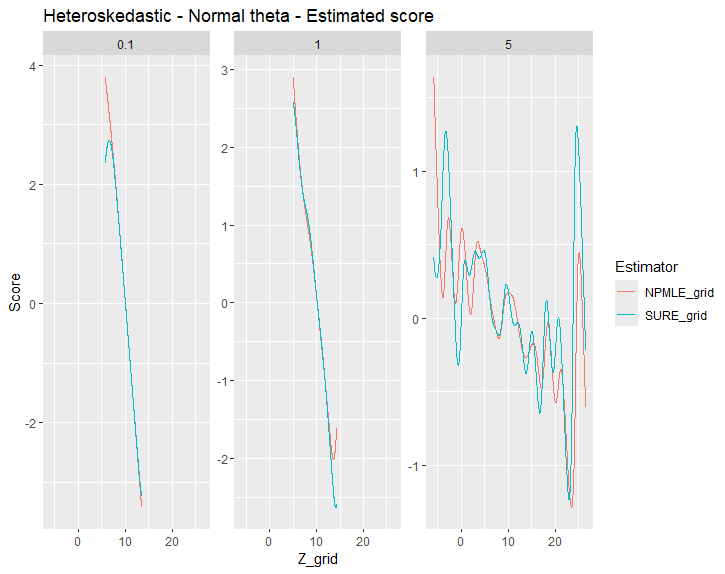 Heteroskedastic - Normal theta - Estimated score
0.1
1
5
4
2
0
-2
3
2
1
0
-1
-2
1
0
-1
Score
0 10 20
0 10 20
0 10 20
Z_grid
Estimator
NPMLE_grid
SURE_grid